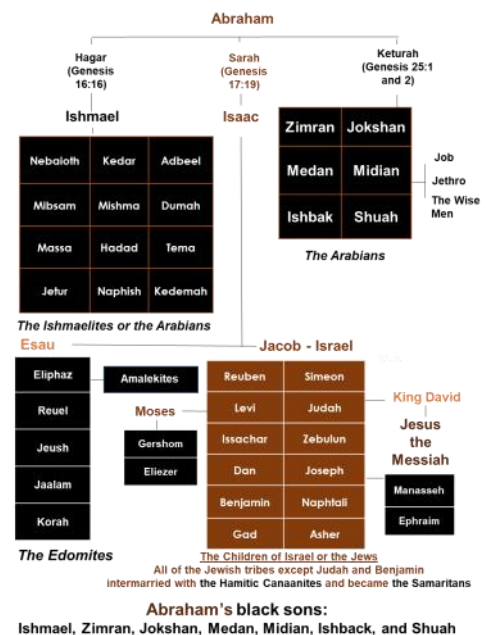 Abraham
Hagar
(Genesis
16:16)
Sarah
(Genesis
17:19)
Keturah
(Genesis 25:1
and 2)
Ishmael
Isaac
Nebaioth Kedar Adbeel
Mibsam Mishma Dumah
Massa Hadad Tema
Jetur Naphish Kedemah
The Ishmaelites or the Arabians
Zimran Jokshan
Medan Midian
Ishbak Shuah
Job
Jethro
The Wise
Men
The Arabians
Esau
Jacob - Israel
Eliphaz
Reuel
Jeush
Jaalam
Korah
The Edomites
Amalekites
Moses
Gershom
Eliezer
Reuben Simeon
Levi Judah
Issachar Zebulun
Dan Joseph
Benjamin Naphtali
Gad Asher
King David
Jesus
the
Messiah
Manasseh
Ephraim
The Children of Israel or the Jews
All of the Jewish tribes except Judah and Benjamin
intermarried with the Hamitic Canaanites and became the Samaritans
Abraham's black sons:
Ishmael, Zimran, Jokshan, Medan, Midian, Ishback, and Shuah